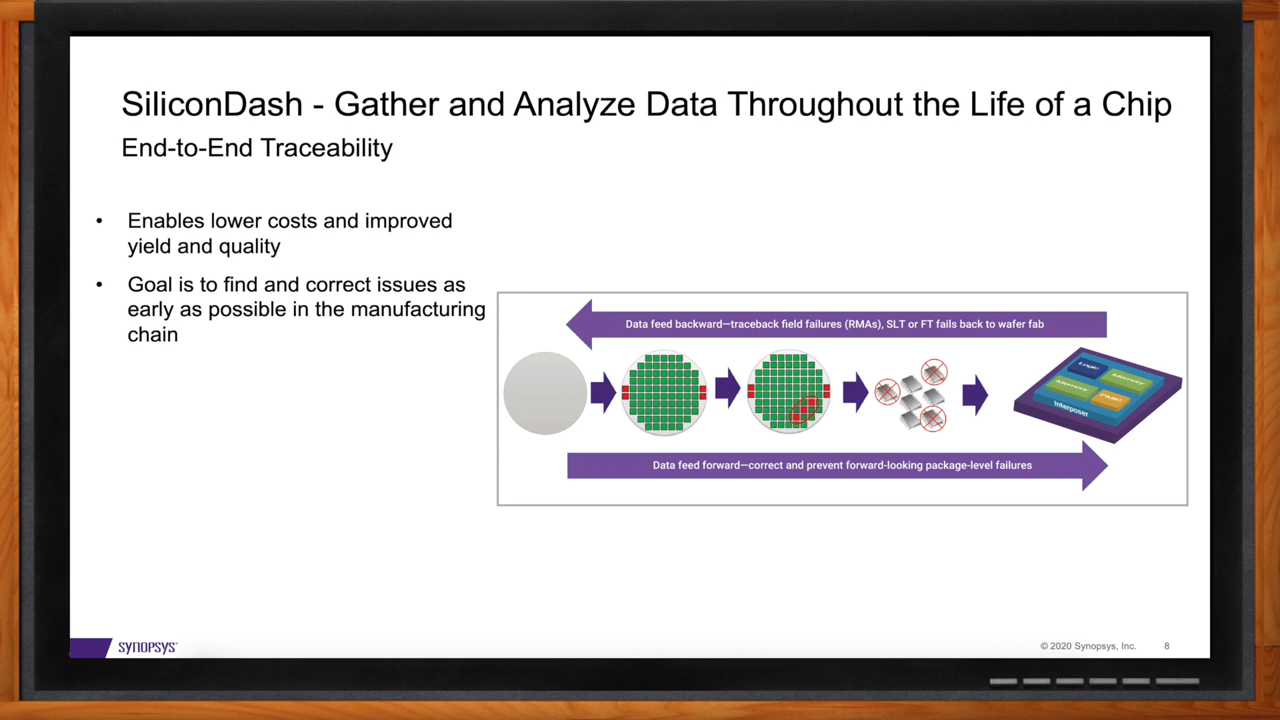 SiliconDash - Gather and Analyze Data Throughout the Life of a Chip
End-to-End Traceability
• Enables lower costs and improved
yield and quality
• Goal is to find and correct issues as
early as possible in the manufacturing
chain
Data feed backward—traceback field failures (RMAs), SLT or FT fails back to wafer fab
Logic
Memory
Memory
PMIC
Interposer
Data feed forward—correct and prevent forward-looking package-level failures
SYNOPSYS®
© 2020 Synopsys, Inc. 8